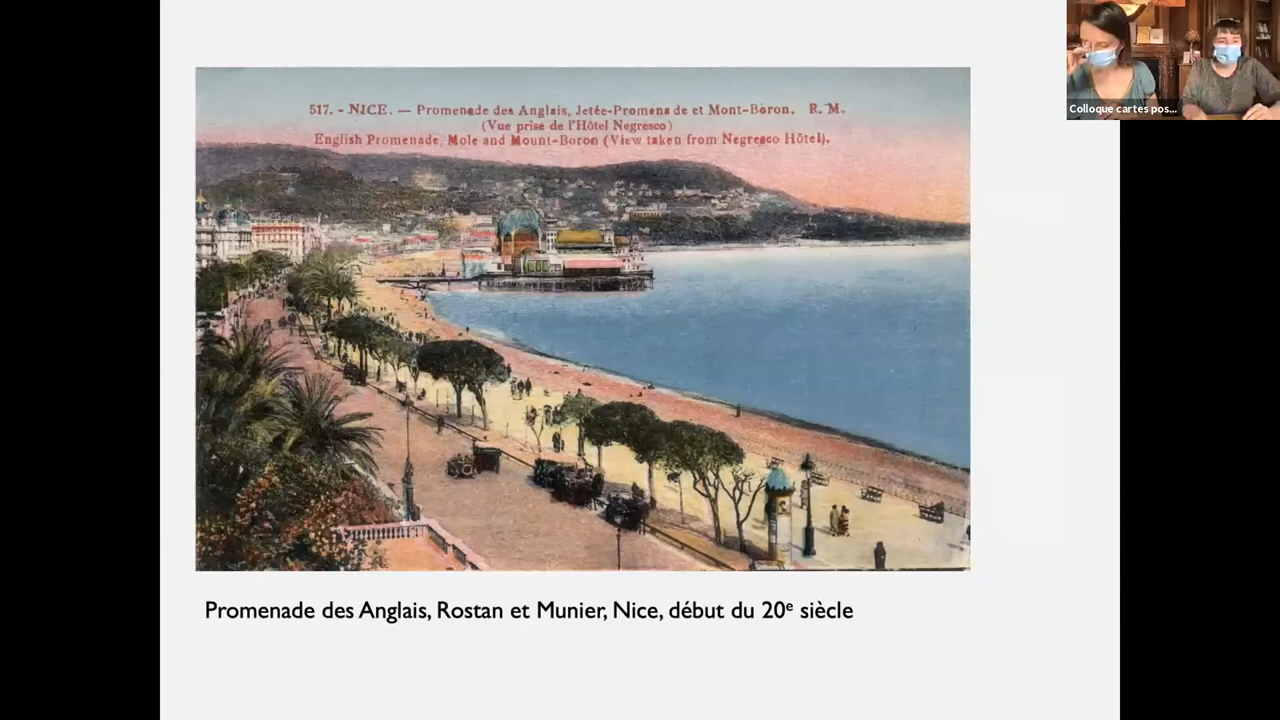 517. - NICE. — Promenade des Anglais, Jetée-Promenade et Mont-Boron. R. M.
(Vue prise de l'Hôtel Negresco)
English Promenade, Mole and Mount-Boron (View taken from Negresco Hôtel).
Promenade des Anglais, Rostan et Munier, Nice, début du 20e siècle
Colloque cartes pos...